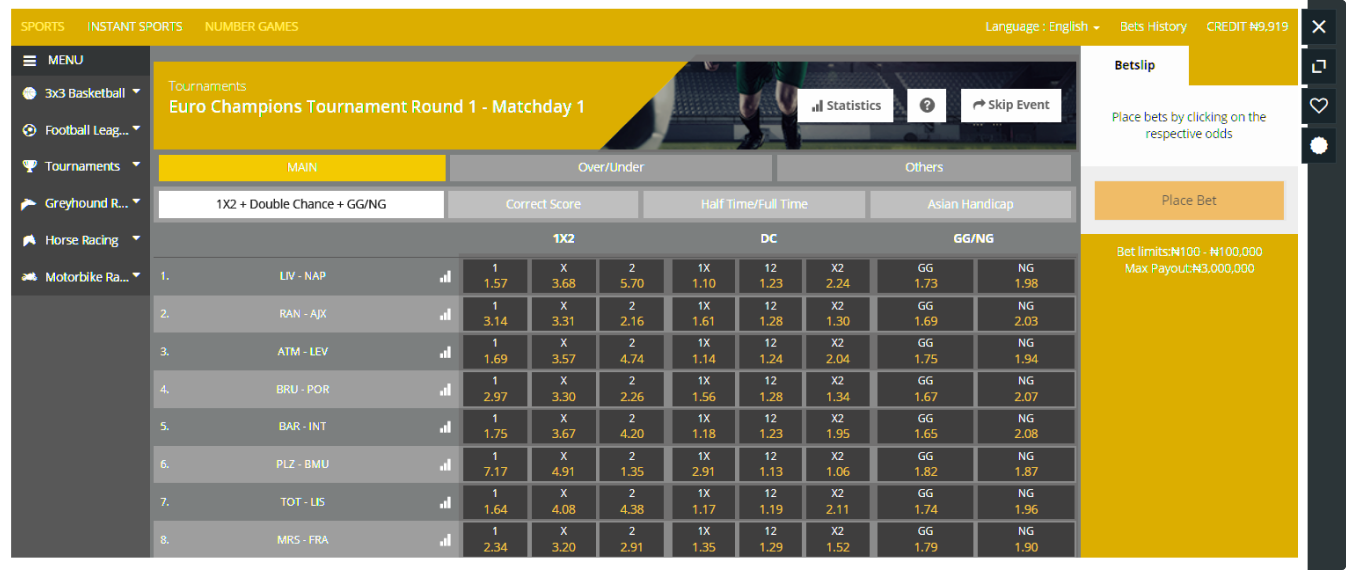 SPORTS INSTANT SPORTS NUMBER GAMES Language : English Bets History CREDIT ₦9,919
MENU
3x3 Basketball
Football Leag...
Tournaments
Greyhound R...
Horse Racing
Motorbike Ra...
Tournaments
Euro Champions Tournament Round 1 - Matchday 1
Statistics ? Skip Event
MAIN Over/Under Others
1X2 + Double Chance + GG/NG Correct Score Half Time/Full Time Asian Handicap
1X2 DC GG/NG
1 X 2 1X 12 X2 GG NG
1. LIV - NAP 1.57 3.68 5.70 1.10 1.23 2.24 1.73 1.98
1 X 2 1X 12 X2 GG NG
2. RAN - AJX 3.14 3.31 2.16 1.61 1.28 1.30 1.69 2.03
1 X 2 1X 12 X2 GG NG
3. ATM - LEV 1.69 3.57 4.74 1.14 1.24 2.04 1.75 1.94
1 X 2 1X 12 X2 GG NG
4. BRU - POR 2.97 3.30 2.26 1.56 1.28 1.34 1.67 2.07
1 X 2 1X 12 X2 GG NG
5. BAR - INT 1.75 3.67 4.20 1.18 1.23 1.95 1.65 2.08
1 X 2 1X 12 X2 GG NG
6. PLZ - BMU 7.17 4.91 1.35 2.91 1.13 1.06 1.82 1.87
1 X 2 1X 12 X2 GG NG
7. TOT - LIS 1.64 4.08 4.38 1.17 1.19 2.11 1.74 1.96
1 X 2 1X 12 X2 GG NG
8. MRS - FRA 2.34 3.20 2.91 1.35 1.29 1.52 1.79 1.90
Betslip
Place bets by clicking on the
respective odds
Place Bet
Bet limits:₦100 - ₦100,000
Max Payout:₦3,000,000